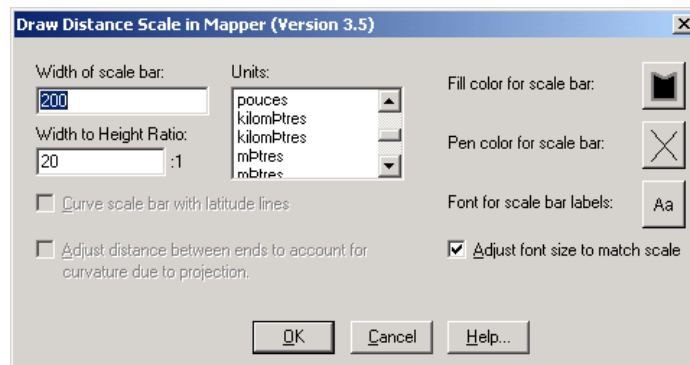 Draw Distance Scale in Mapper (Version 3.5)
Width of scale bar:
200
Width to Height Ratio:
20 :1
Units:
pouces
kilomÞtres
kilomÞtres
mÞtres
mÞtres
Fill color for scale bar:
Pen color for scale bar:
Font for scale bar labels: Aa
Curve scale bar with latitude lines
Adjust distance between ends to account for
curvature due to projection.
Adjust font size to match scale
OK Cancel Help...